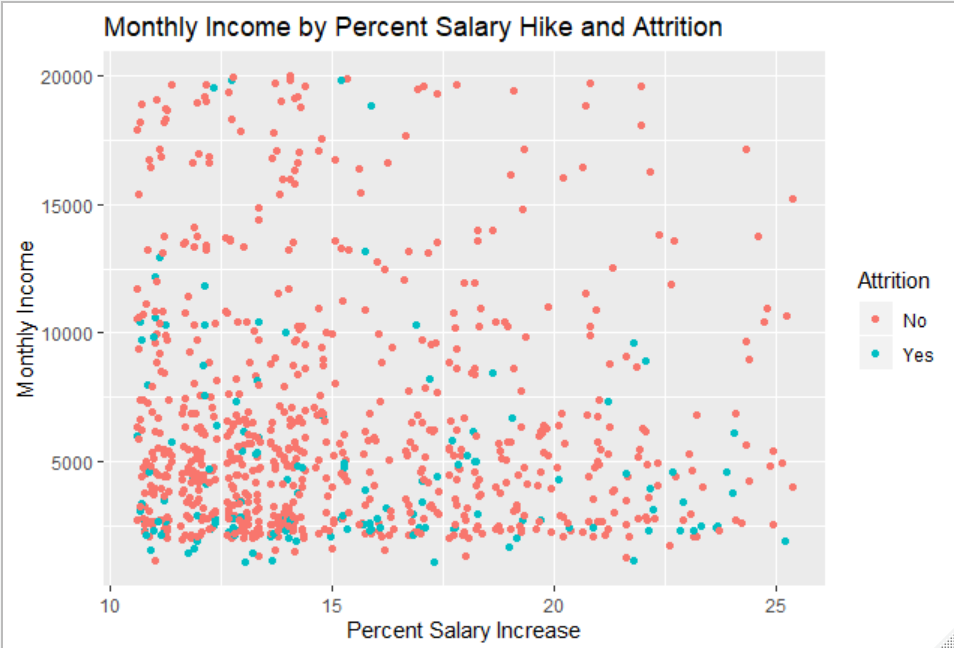 Monthly Income by Percent Salary Hike and Attrition
20000
15000
10000
5000
Monthly Income
10 15 20 25
Percent Salary Increase
Attrition
No
Yes